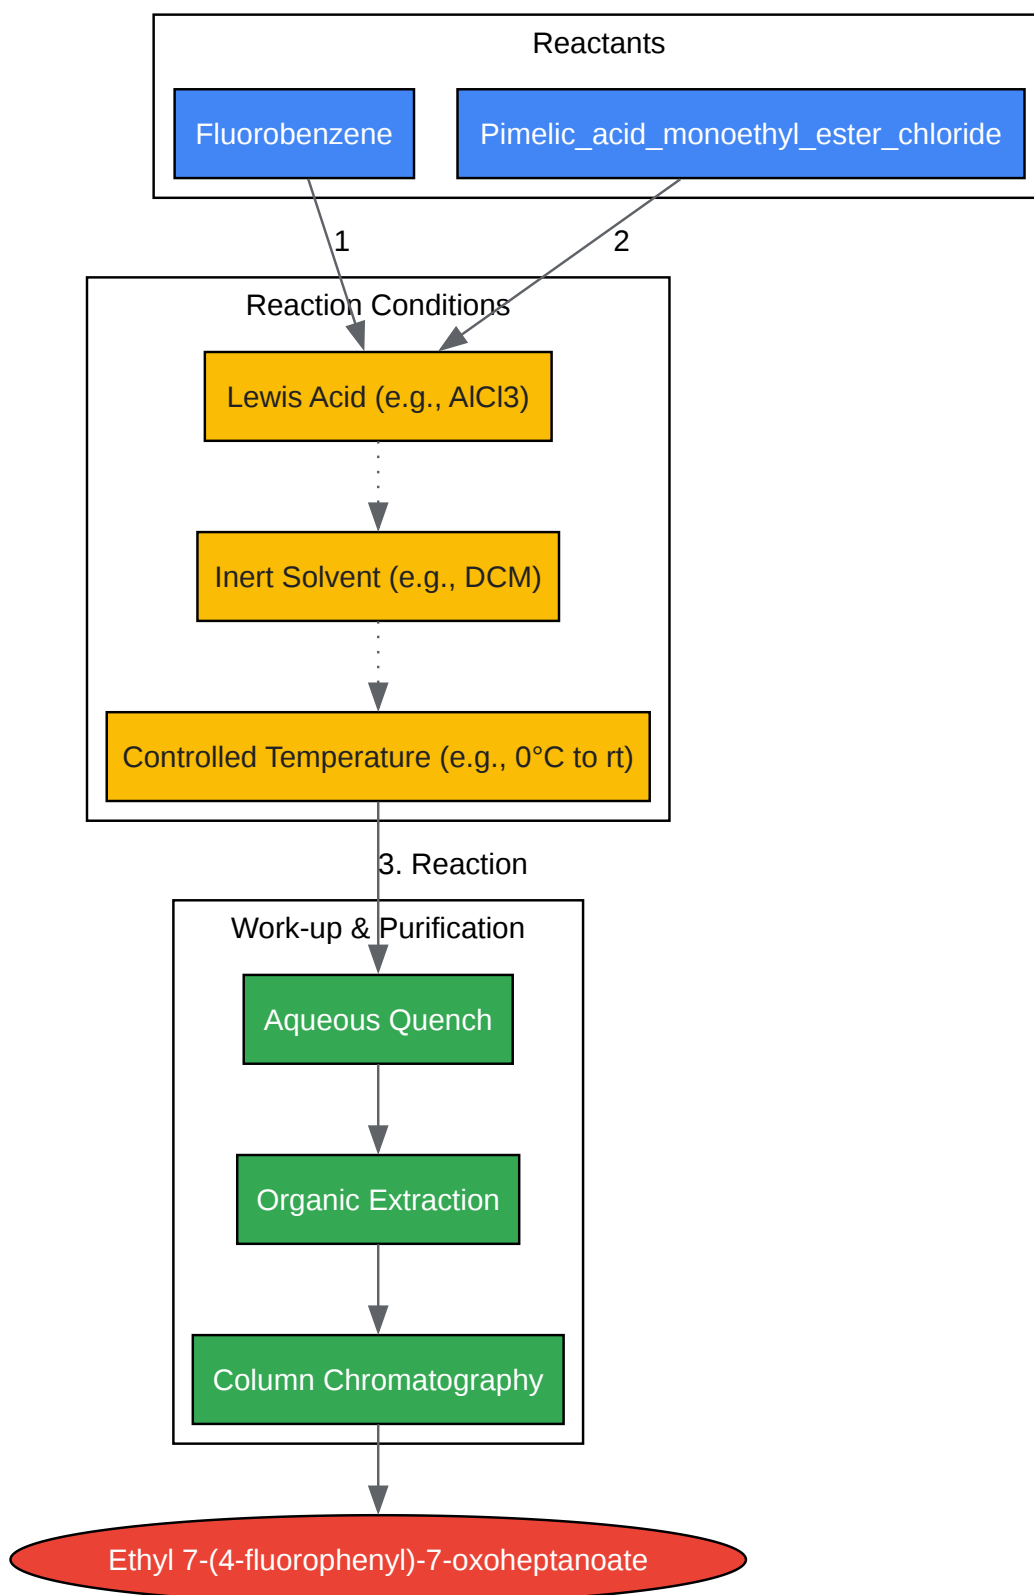 Reactants
Fluorobenzene
Pimelic_acid_monoethyl_ester_chloride
1
2
Reaction Conditions
Lewis Acid (e.g., AlCl3)
Inert Solvent (e.g., DCM)
Controlled Temperature (e.g., 0°C to rt)
3. Reaction
Work-up & Purification
Aqueous Quench
Organic Extraction
Column Chromatography
Ethyl 7-(4-fluorophenyl)-7-oxoheptanoate